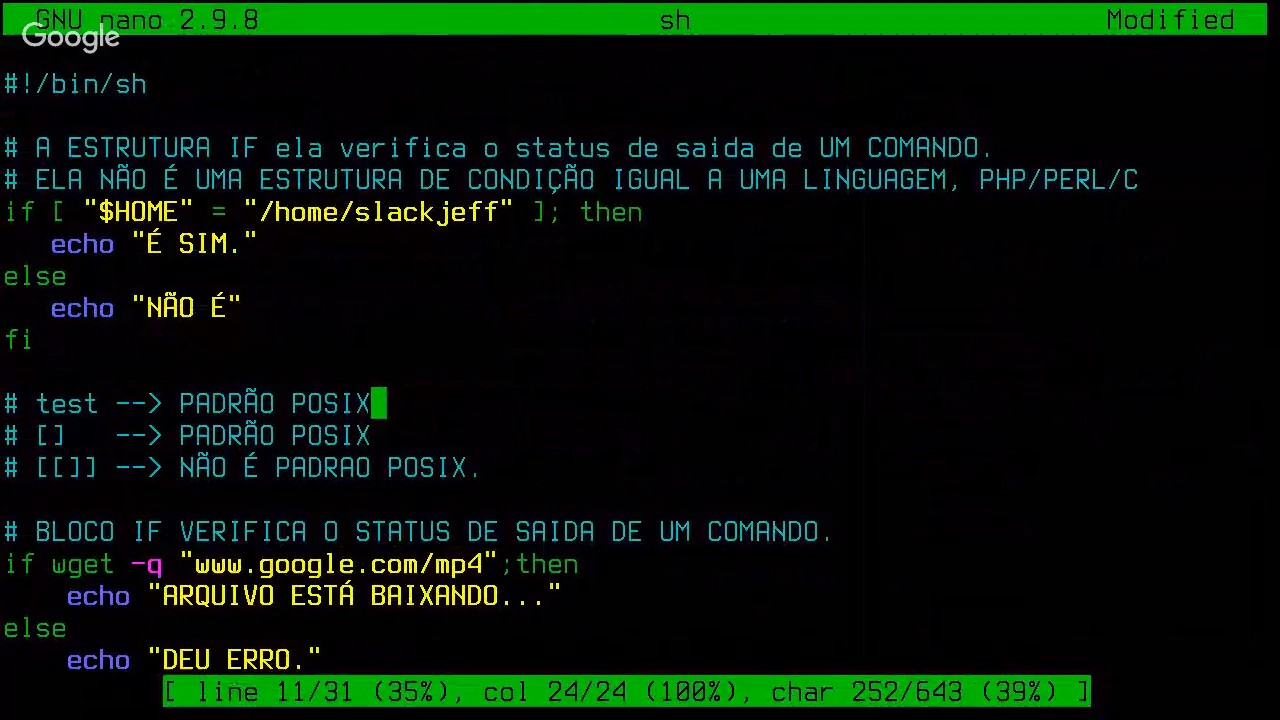 GNU nano 2.9.8 sh Modified
Google
#!/bin/sh
# A ESTRUTURA IF ela verifica o status de saida de UM COMANDO.
# ELA NÃO É UMA ESTRUTURA DE CONDIÇÃO IGUAL A UMA LINGUAGEM, PHP/PERL/C
if [ "$HOME" = "/home/slackjeff" ]; then
   echo "É SIM."
else
   echo "NÃO É"
fi
# test --> PADRÃO POSIX
# []   --> PADRÃO POSIX
# [[]] --> NÃO É PADRAO POSIX.
# BLOCO IF VERIFICA O STATUS DE SAIDA DE UM COMANDO.
if wget -q "www.google.com/mp4";then
    echo "ARQUIVO ESTÁ BAIXANDO..."
else
    echo "DEU ERRO."
[ line 11/31 (35%), col 24/24 (100%), char 252/643 (39%) ]